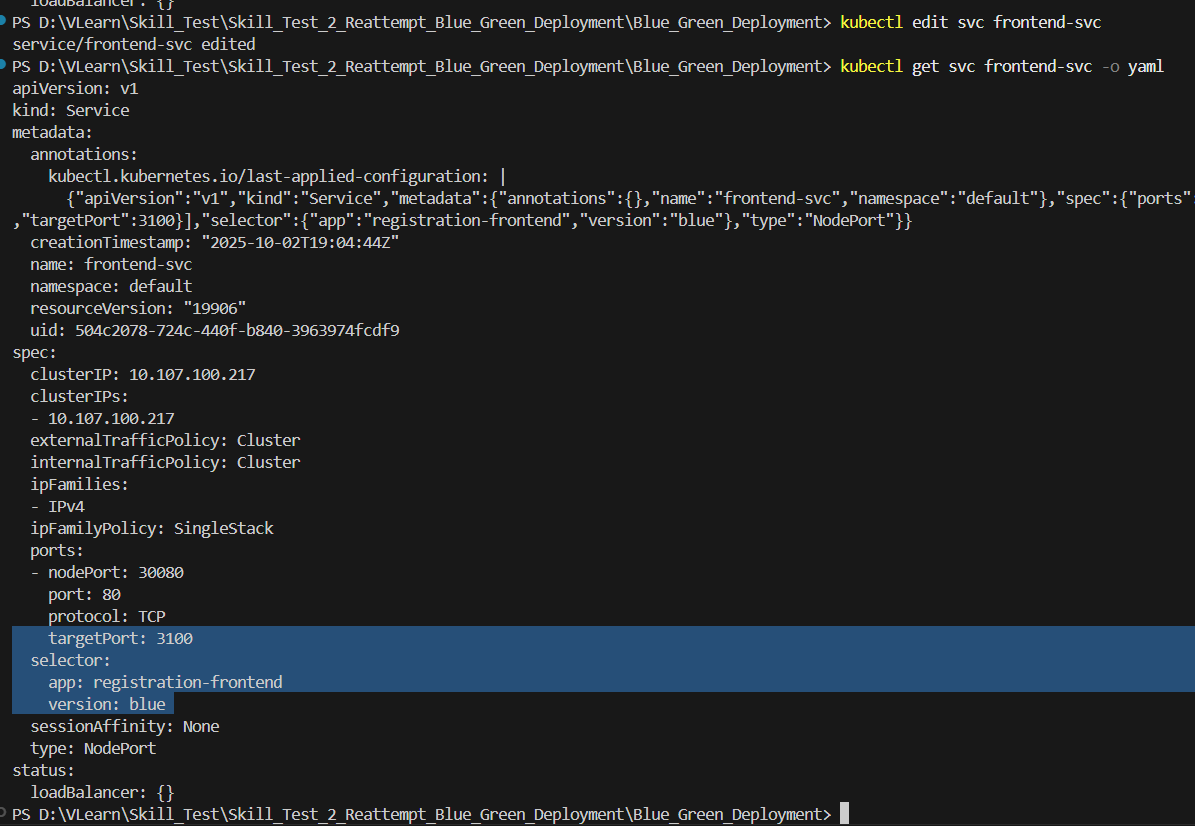 loadBalancer: {}
PS D:\VLearn\Skill_Test\Skill_Test_2_Reattempt_Blue_Green_Deployment\Blue_Green_Deployment> kubectl edit svc frontend-svc
service/frontend-svc edited
PS D:\VLearn\Skill_Test\Skill_Test_2_Reattempt_Blue_Green_Deployment\Blue_Green_Deployment> kubectl get svc frontend-svc -o yaml
apiVersion: v1
kind: Service
metadata:
  annotations:
    kubectl.kubernetes.io/last-applied-configuration: |
      {"apiVersion":"v1","kind":"Service","metadata":{"annotations":{},"name":"frontend-svc","namespace":"default"},"spec":{"ports":
,"targetPort":3100}],"selector":{"app":"registration-frontend","version":"blue"},"type":"NodePort"}}
  creationTimestamp: "2025-10-02T19:04:44Z"
  name: frontend-svc
  namespace: default
  resourceVersion: "19906"
  uid: 504c2078-724c-440f-b840-3963974fcdf9
spec:
  clusterIP: 10.107.100.217
  clusterIPs:
  - 10.107.100.217
  externalTrafficPolicy: Cluster
  internalTrafficPolicy: Cluster
  ipFamilies:
  - IPv4
  ipFamilyPolicy: SingleStack
  ports:
  - nodePort: 30080
    port: 80
    protocol: TCP
    targetPort: 3100
  selector:
    app: registration-frontend
    version: blue
  sessionAffinity: None
  type: NodePort
status:
  loadBalancer: {}
PS D:\VLearn\Skill_Test\Skill_Test_2_Reattempt_Blue_Green_Deployment\Blue_Green_Deployment>